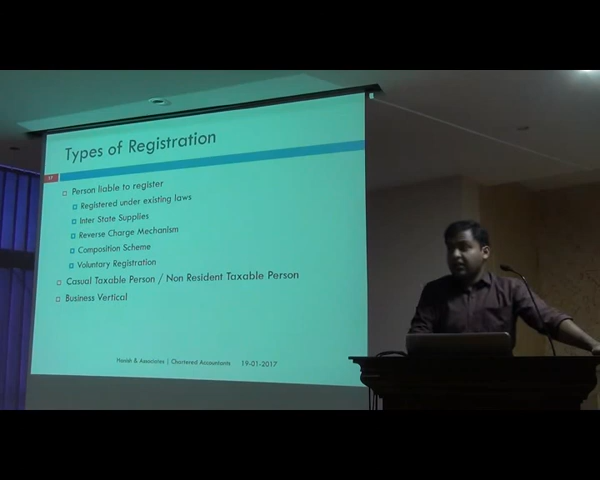 Types of Registration
17
Person liable to register
Registered under existing laws
Inter State Supplies
Reverse Charge Mechanism
Composition Scheme
Voluntary Registration
Casual Taxable Person / Non Resident Taxable Person
Business Vertical
& Associates | Chartered Accountants 19-01-2017